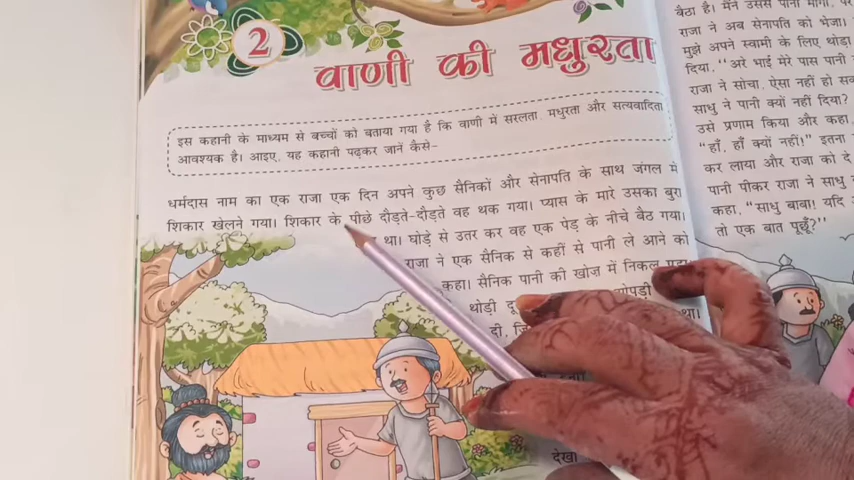 2
वाणी की मधुरता
इस कहानी के माध्यम से बच्चों को बताया गया है कि वाणी में सरलता, मधुरता और सत्यवादिता
आवश्यक है। आइए, यह कहानी पढ़कर जानें कैसे–
धर्मदास नाम का एक राजा एक दिन अपने कुछ सैनिकों और सेनापति के साथ जंगल में
शिकार खेलने गया। शिकार के पीछे दौड़ते-दौड़ते वह थक गया। प्यास के मारे उसका बुरा
था। घोड़े से उतर कर वह एक पेड़ के नीचे बैठ गया।
राजा ने एक सैनिक से कहीं से पानी ले आने को
कहा। सैनिक पानी की खोज में निकल पड़ा
थोड़ी
झोपड़ी
था।
देखा
बैठा है। मैंने उससे
राजा ने अब सेनापति को भेजा।
मुझे अपने स्वामी के लिए थोड़ा
दिया, "अरे भाई मेरे पास पानी
राजा ने सोचा, ऐसा नहीं हो
साधु ने पानी क्यों नहीं दिया?
उसे प्रणाम किया और कहा,
"हाँ, हाँ क्यों नहीं!" इतना
कर लाया और राजा को दे
पानी पीकर राजा ने साधु
कहा, "साधु बाबा! यदि
तो एक बात पूछूँ?"